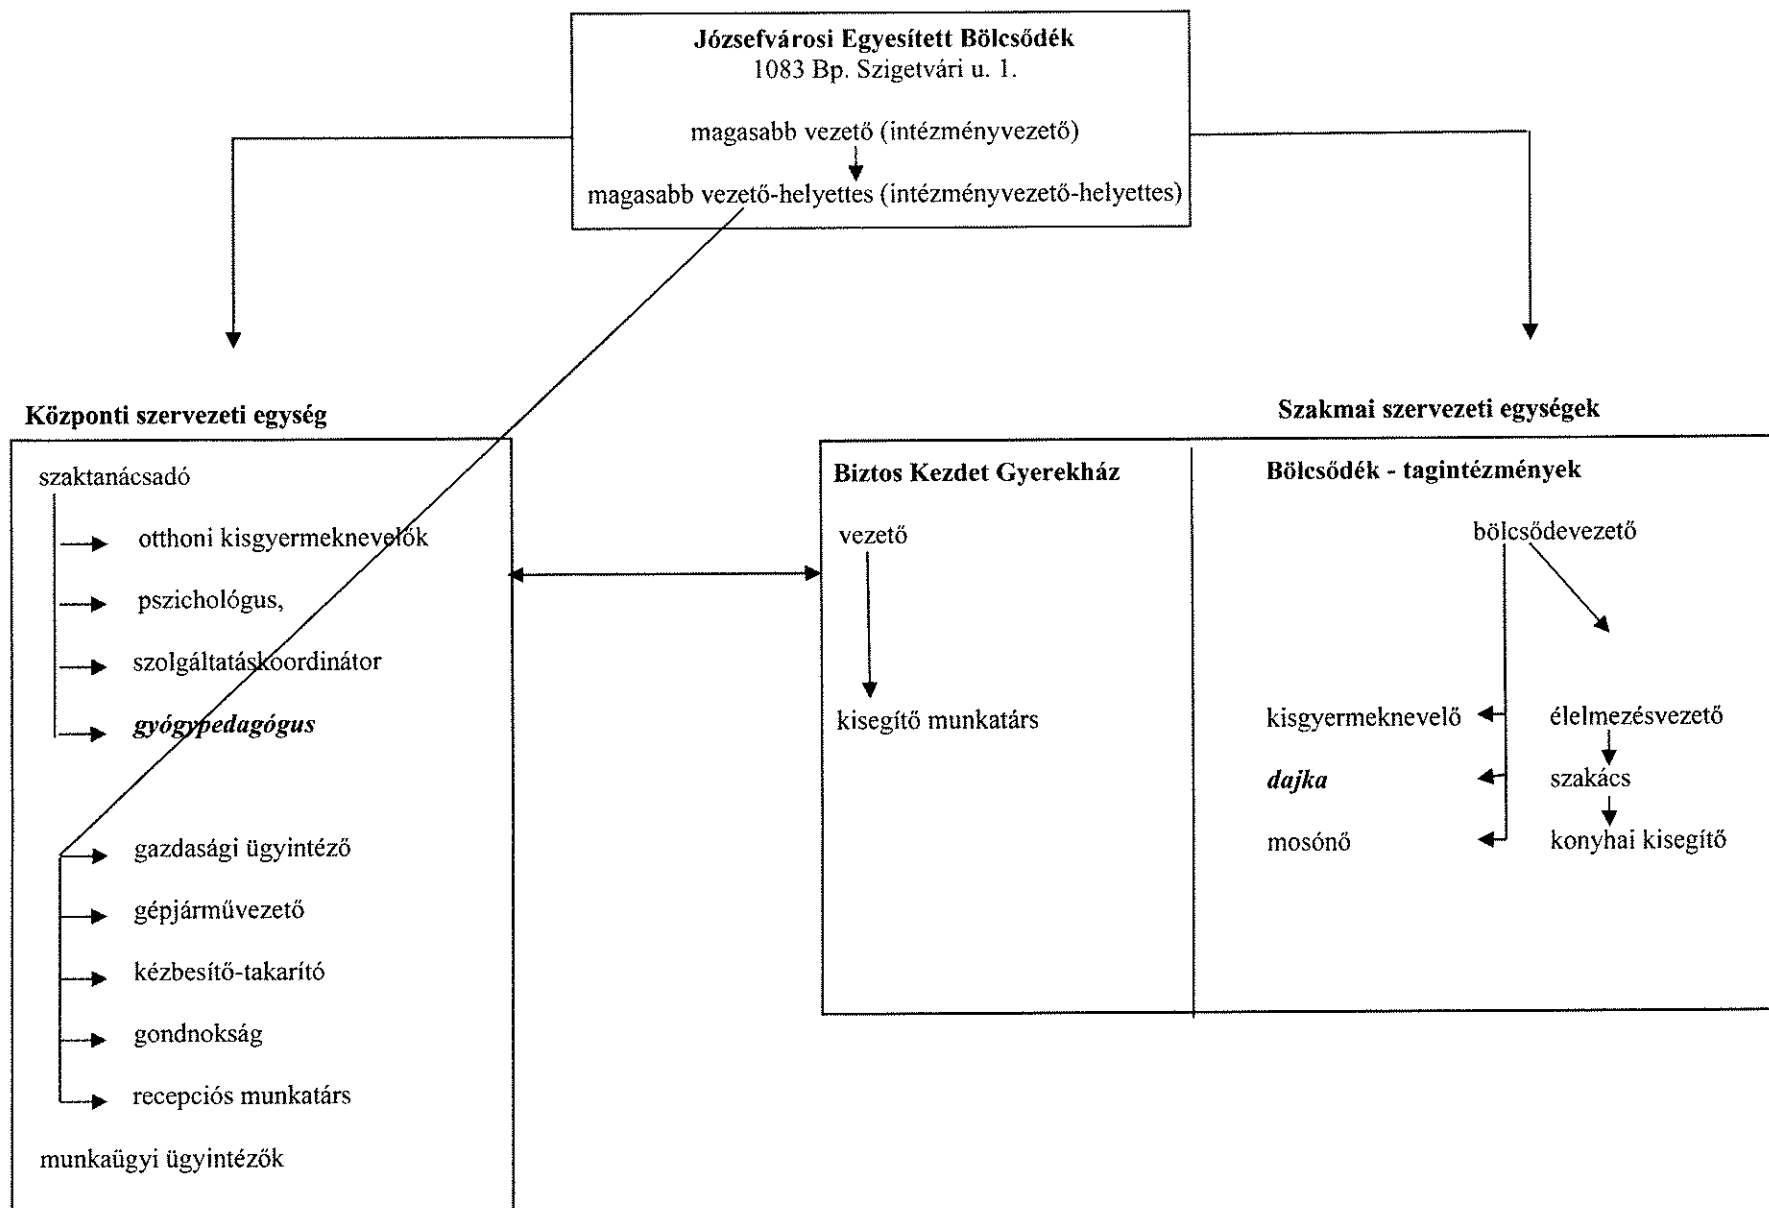 Józsefvárosi Egyesített Bölcsődék
1083 Bp. Szigetvári u. 1.
magasabb vezető (intézményvezető)
magasabb vezető-helyettes (intézményvezető-helyettes)
Központi szervezeti egység
szaktanácsadó
otthoni kisgyermeknevelők
pszichológus,
szolgáltatáskoordinátor
gyógypedagógus
gazdasági ügyintéző
gépjárművezető
kézbesítő-takarító
gondnokság
recepciós munkatárs
munkaügyi ügyintézők
Szakmai szervezeti egységek
Biztos Kezdet Gyerekház
vezető
kisegítő munkatárs
Bölcsődék - tagintézmények
bölcsődevezető
kisgyermeknevelő
dajka
mosónő
élelmezésvezető
szakács
konyhai kisegítő